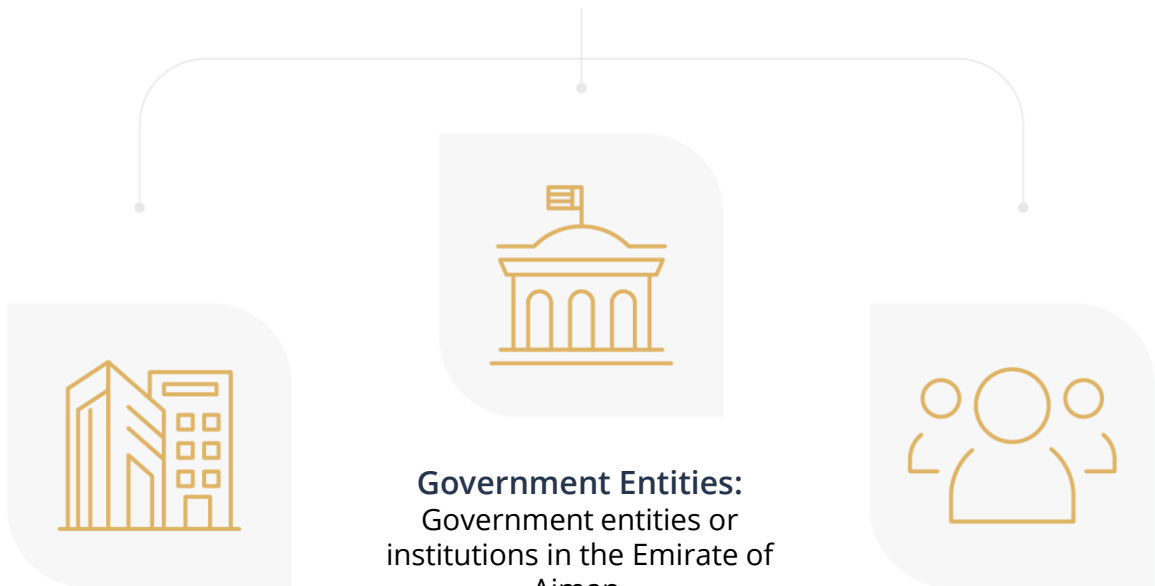 Government Entities:
Government entities or
institutions in the Emirate of